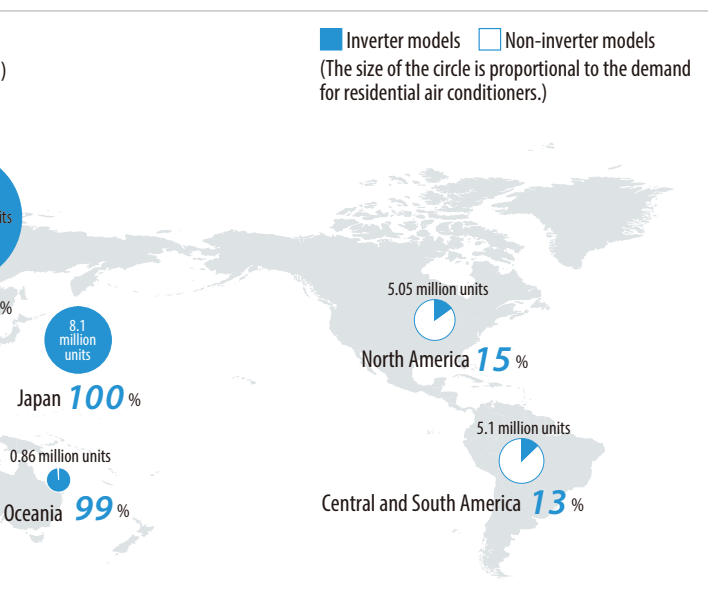 Inverter models Non-inverter models
)
(The size of the circle is proportional to the demand
for residential air conditioners.)
5.05 million units
North America 15 %
%
8.1
million
units
Japan 100 %
5.1 million units
0.86 million units
Central and South America 13 %
Oceania 99 %